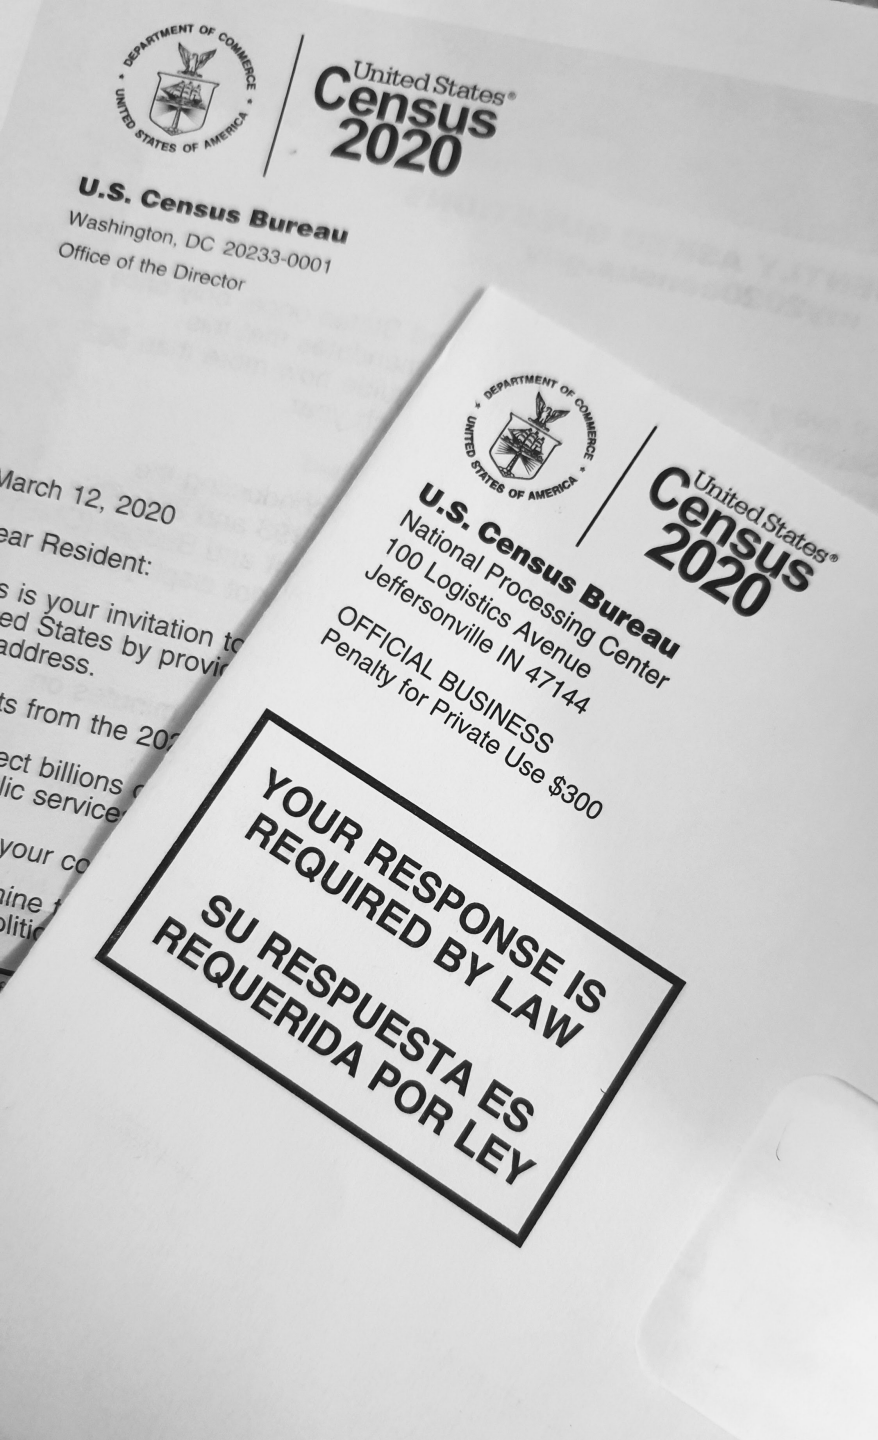 DEPARTMENT OF COMMERCE
UNITED STATES OF AMERICA
United States®
Census
2020
U.S. Census Bureau
Washington, DC 20233-0001
Office of the Director
March 12, 2020
ear Resident:
s is your invitation to
ed States by provi
address.
ts from the 202
ect billions
lic service
your co
nine
olitic
DEPARTMENT OF COMMERCE
UNITED STATES OF AMERICA
United States®
Census
2020
U.S. Census Bureau
National Processing Center
100 Logistics Avenue
Jeffersonville IN 47144
OFFICIAL BUSINESS
Penalty for Private Use $300
YOUR RESPONSE IS
REQUIRED BY LAW
SU RESPUESTA ES
REQUERIDA POR LEY